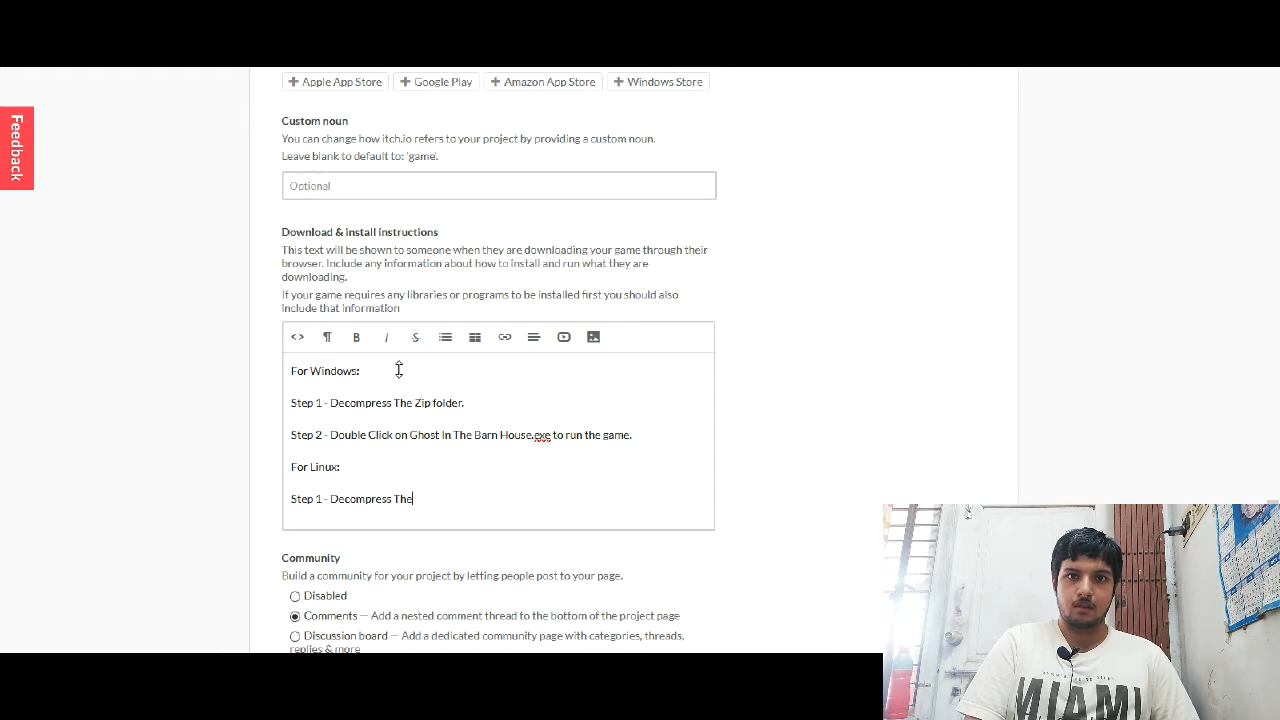 Apple App Store Google Play Amazon App Store Windows Store
Feedback
Custom noun
You can change how itch.io refers to your project by providing a custom noun.
Leave blank to default to: 'game'.
Optional
Download & install instructions
This text will be shown to someone when they are downloading your game through their
browser. Include any information about how to install and run what they are
downloading.
If your game requires any libraries or programs to be installed first you should also
include that information
For Windows:
Step 1 - Decompress The Zip folder.
Step 2 - Double Click on Ghost In The Barn House.exe to run the game.
For Linux:
Step 1 - Decompress The
Community
Build a community for your project by letting people post to your page.
Disabled
Comments — Add a nested comment thread to the bottom of the project page
Discussion board — Add a dedicated community page with categories, threads,
replies & more
MIAMI